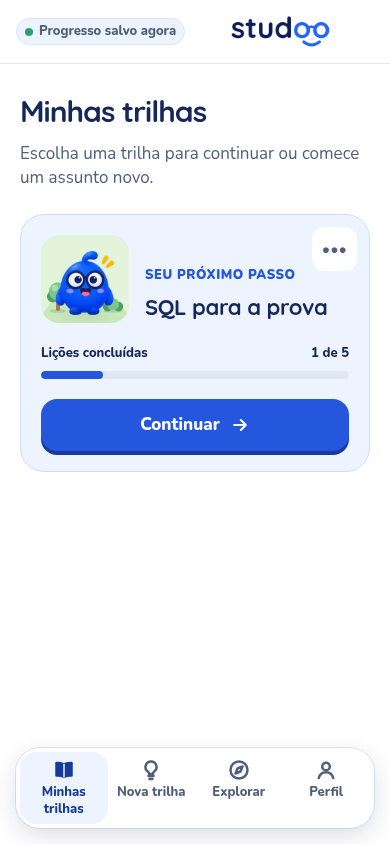 Progresso salvo agora
studoo
Minhas trilhas
Escolha uma trilha para continuar ou comece
um assunto novo.
SEU PRÓXIMO PASSO
SQL para a prova
Lições concluídas
1 de 5
Continuar →
Minhas
trilhas
Nova trilha
Explorar
Perfil